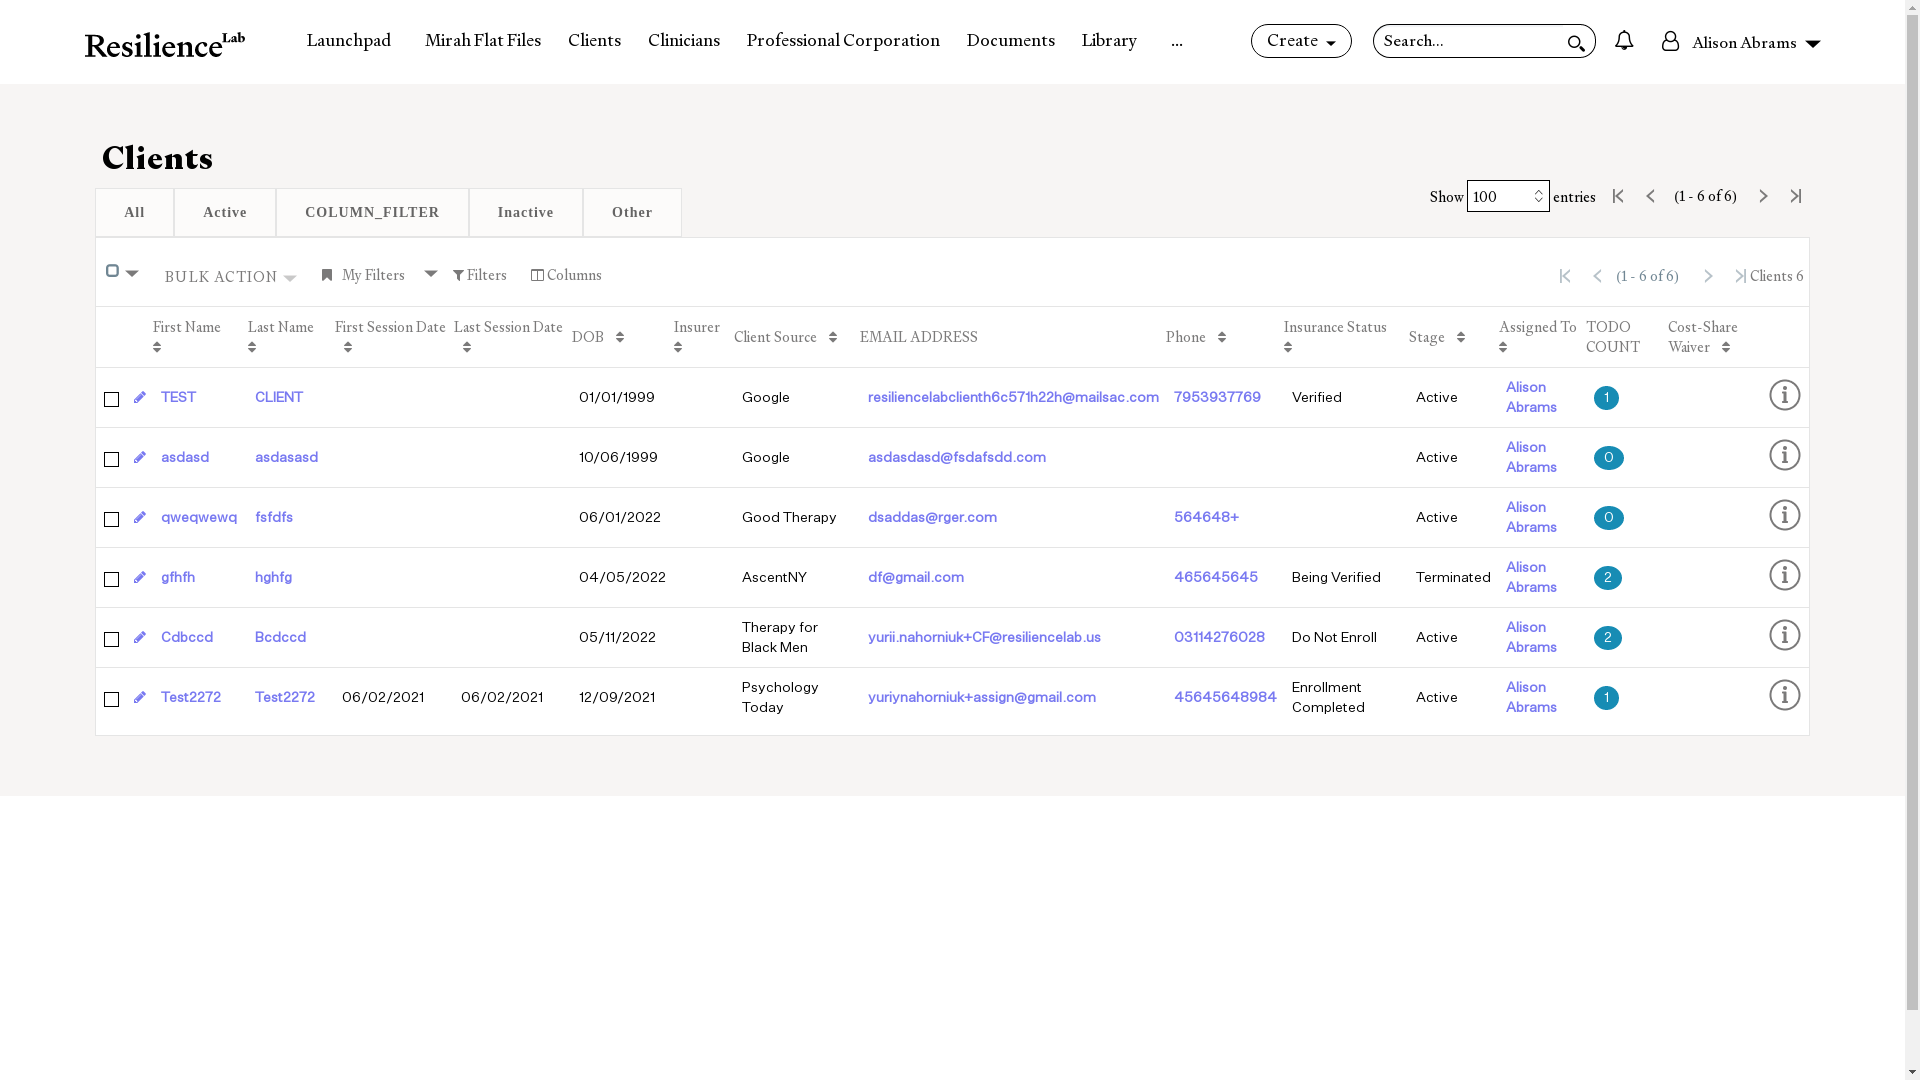 Resilience Lab
Launchpad Mirah Flat Files Clients Clinicians Professional Corporation Documents Library ... Create Search... Alison Abrams
Clients
Show 100 entries (1 - 6 of 6)
All Active COLUMN_FILTER Inactive Other
BULK ACTION My Filters Filters Columns (1 - 6 of 6) Clients 6
First Name Last Name First Session Date Last Session Date DOB Insurer Client Source EMAIL ADDRESS Phone Insurance Status Stage Assigned To TODO COUNT Cost-Share Waiver
TEST CLIENT 01/01/1999 Google resiliencelabclienth6c571h22h@mailsac.com 7953937769 Verified Active Alison Abrams 1
asdasd asdasasd 10/06/1999 Google asdasdasd@fsdafsdd.com Active Alison Abrams 0
qweqwewq fsfdfs 06/01/2022 Good Therapy dsaddas@rger.com 564648+ Active Alison Abrams 0
gfhfh hghfg 04/05/2022 AscentNY df@gmail.com 465645645 Being Verified Terminated Alison Abrams 2
Cdbccd Bcdccd 05/11/2022 Therapy for Black Men yurii.nahorniuk+CF@resiliencelab.us 03114276028 Do Not Enroll Active Alison Abrams 2
Test2272 Test2272 06/02/2021 06/02/2021 12/09/2021 Psychology Today yuriynahorniuk+assign@gmail.com 45645648984 Enrollment Completed Active Alison Abrams 1